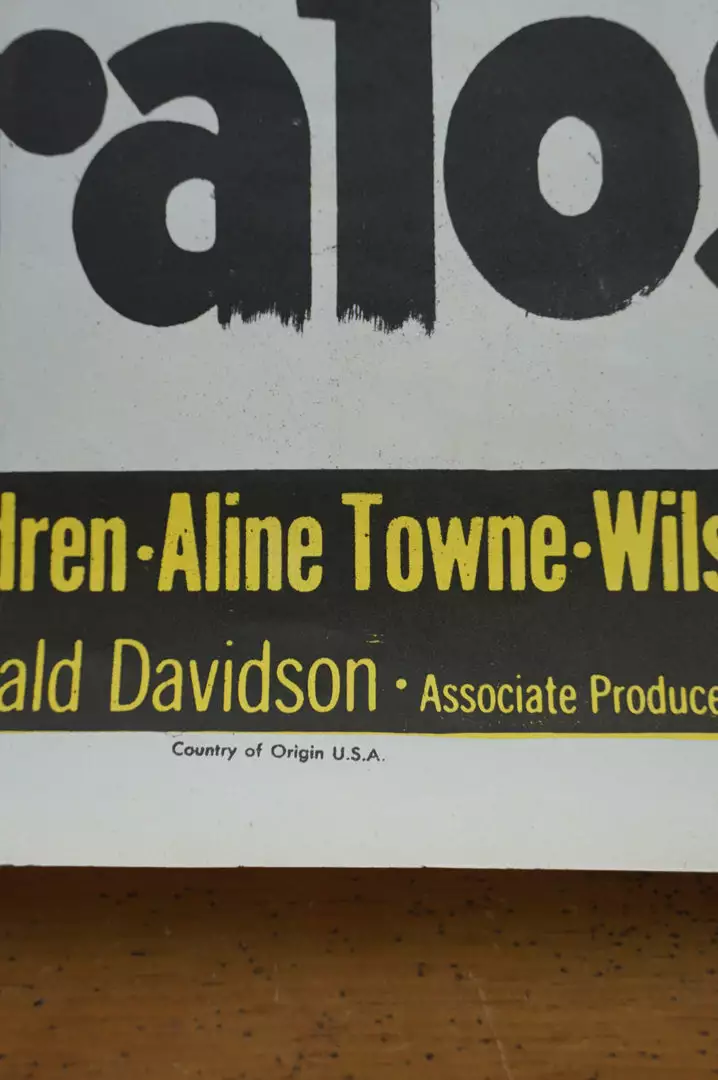 ralos
dren·Aline Towne·Wils
ald Davidson · Associate Produce
Country of Origin U.S.A.